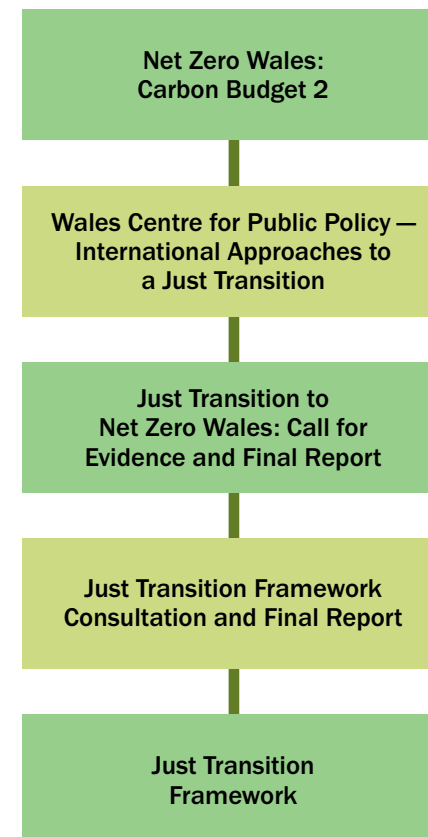 Net Zero Wales:
Carbon Budget 2
Wales Centre for Public Policy —
International Approaches to
a Just Transition
Just Transition to
Net Zero Wales: Call for
Evidence and Final Report
Just Transition Framework
Consultation and Final Report
Just Transition
Framework